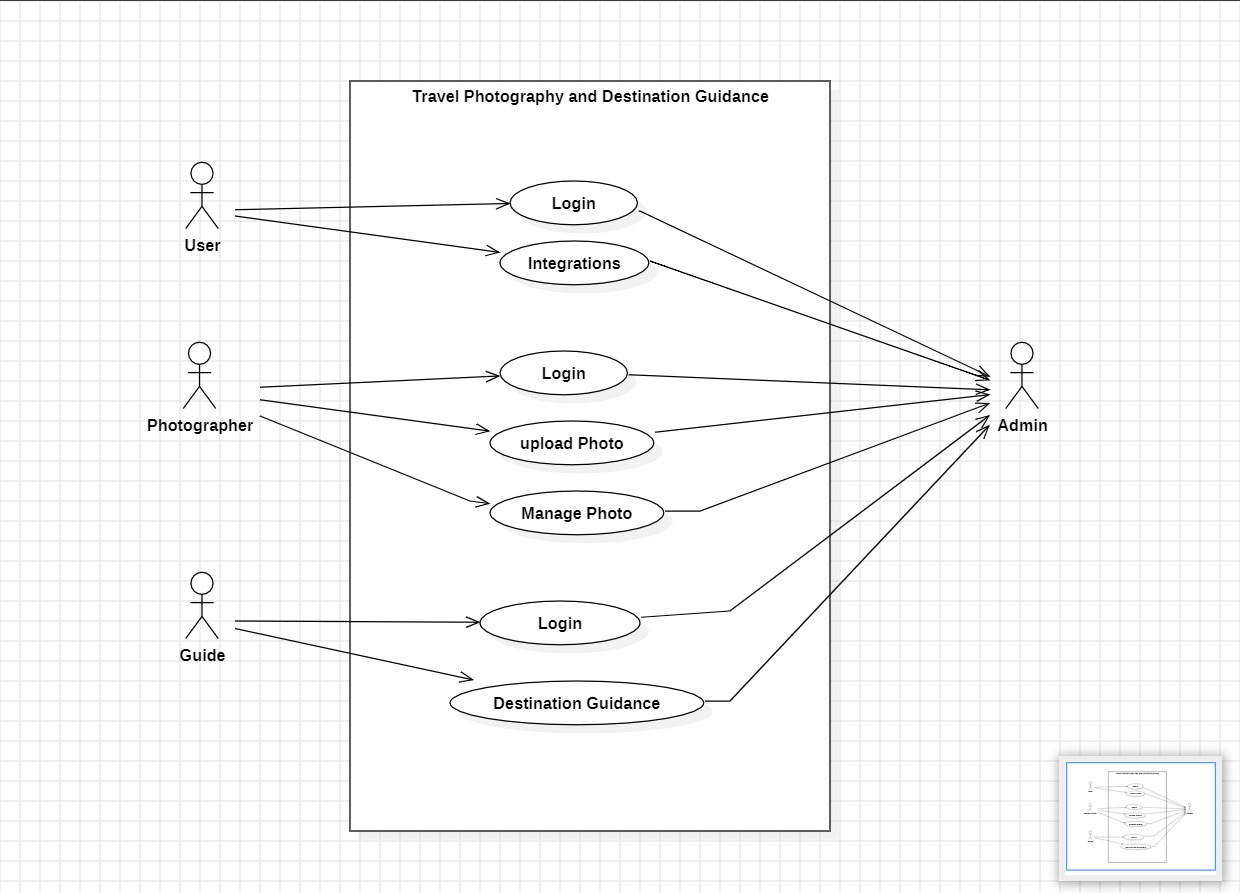 Travel Photography and Destination Guidance
Login
User
Integrations
Login
Photographer
Admin
upload Photo
Manage Photo
Login
Guide
Destination Guidance